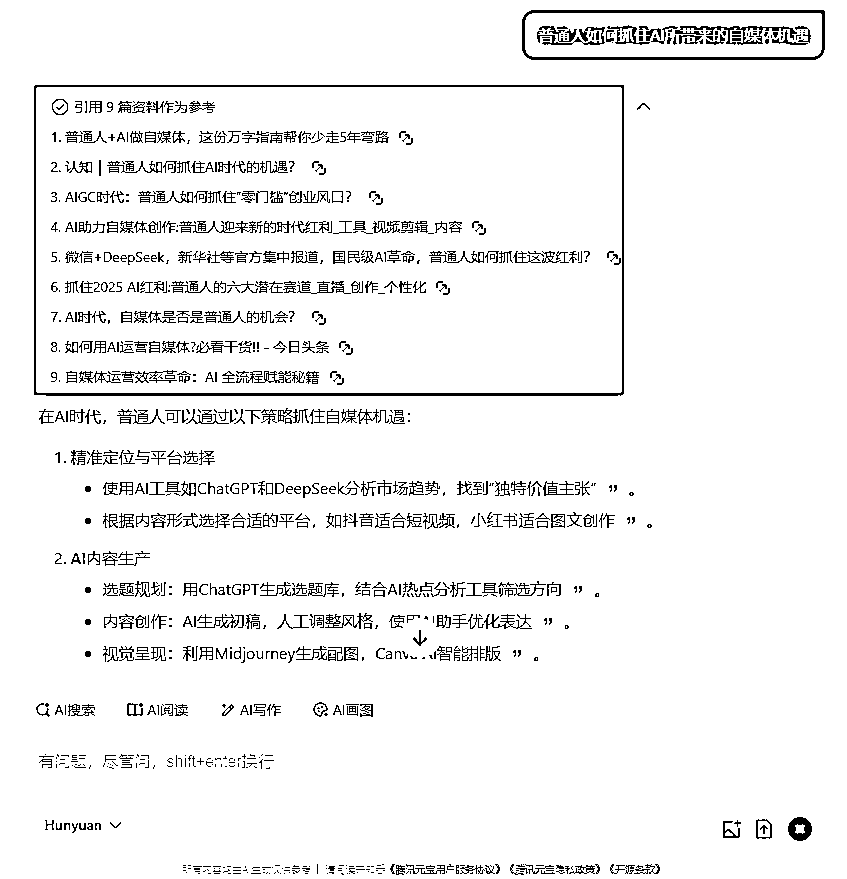 普通人如何抓住AI所带来的自媒体机遇
引用 9 篇资料作为参考
1. 普通人+AI做自媒体，这份万字指南帮你少走5年弯路
2. 认知 | 普通人如何抓住AI时代的机遇？
3. AIGC时代：普通人如何抓住"零门槛"创业风口？
4. AI助力自媒体创作:普通人迎来新的时代红利_工具_视频剪辑_内容
5. 微信+DeepSeek，新华社等官方集中报道，国民级AI革命，普通人如何抓住这波红利？
6. 抓住2025 AI红利:普通人的六大潜在赛道_直播_创作_个性化
7. AI时代，自媒体是否是普通人的机会？
8. 如何用AI运营自媒体?必看干货!! - 今日头条
9. 自媒体运营效率革命：AI 全流程赋能秘籍
在AI时代，普通人可以通过以下策略抓住自媒体机遇：
1. 精准定位与平台选择
• 使用AI工具如ChatGPT和DeepSeek分析市场趋势，找到"独特价值主张" ” 。
• 根据内容形式选择合适的平台，如抖音适合短视频，小红书适合图文创作 ” 。
2. AI内容生产
• 选题规划：用ChatGPT生成选题库，结合AI热点分析工具筛选方向 ” 。
• 内容创作：AI生成初稿，人工调整风格，使用AI助手优化表达 ” 。
• 视觉呈现：利用Midjourney生成配图，Canva AI智能排版 ” 。
AI搜索 AI阅读 AI写作 AI画图
有问题，尽管问，shift+enter换行
Hunyuan
《腾讯元宝用户服务协议》《腾讯元宝隐私政策》《开源条款》